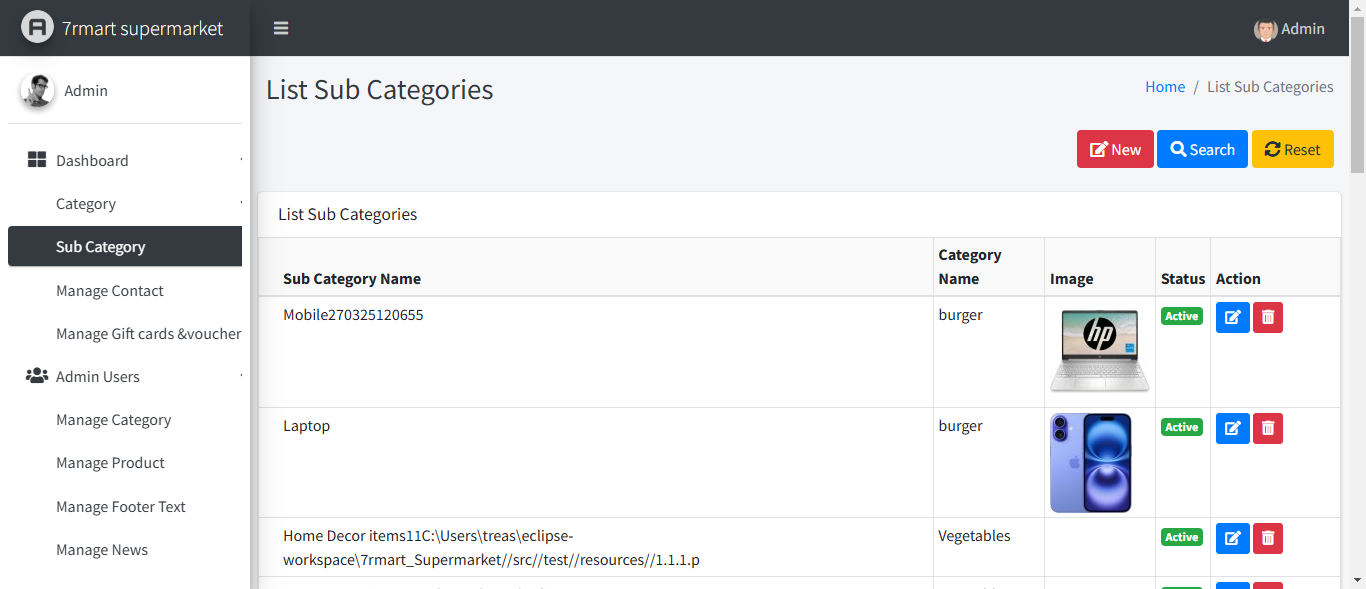 7rmart supermarket
Admin
Admin
List Sub Categories
Home / List Sub Categories
New
Search
Reset
Dashboard
Category
Sub Category
Manage Contact
Manage Gift cards &voucher
Admin Users
Manage Category
Manage Product
Manage Footer Text
Manage News
List Sub Categories
Sub Category Name
Category
Name
Image
Status
Action
Mobile270325120655
burger
hp
Active
Laptop
burger
Active
Home Decor items11C:\Users\treas\eclipse-
workspace\7rmart_Supermarket//src//test//resources//1.1.1.p
Vegetables
Active